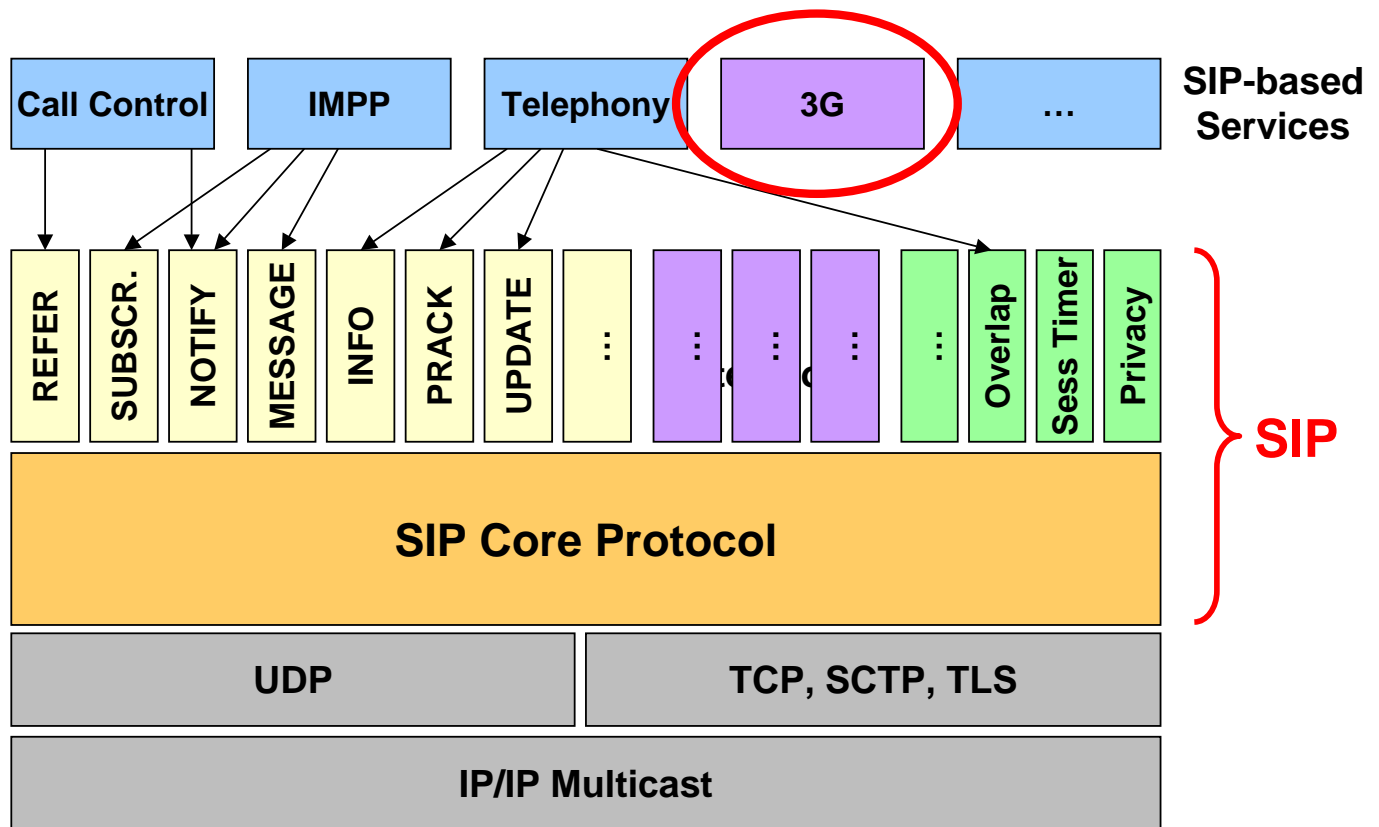 Call Control
IMPP
Telephony
3G
…
SIP-based
Services
REFER
SUBSCR.
NOTIFY
MESSAGE
INFO
PRACK
UPDATE
…
…
…
…
…
Overlap
Sess Timer
Privacy
SIP
SIP Core Protocol
UDP
TCP, SCTP, TLS
IP/IP Multicast